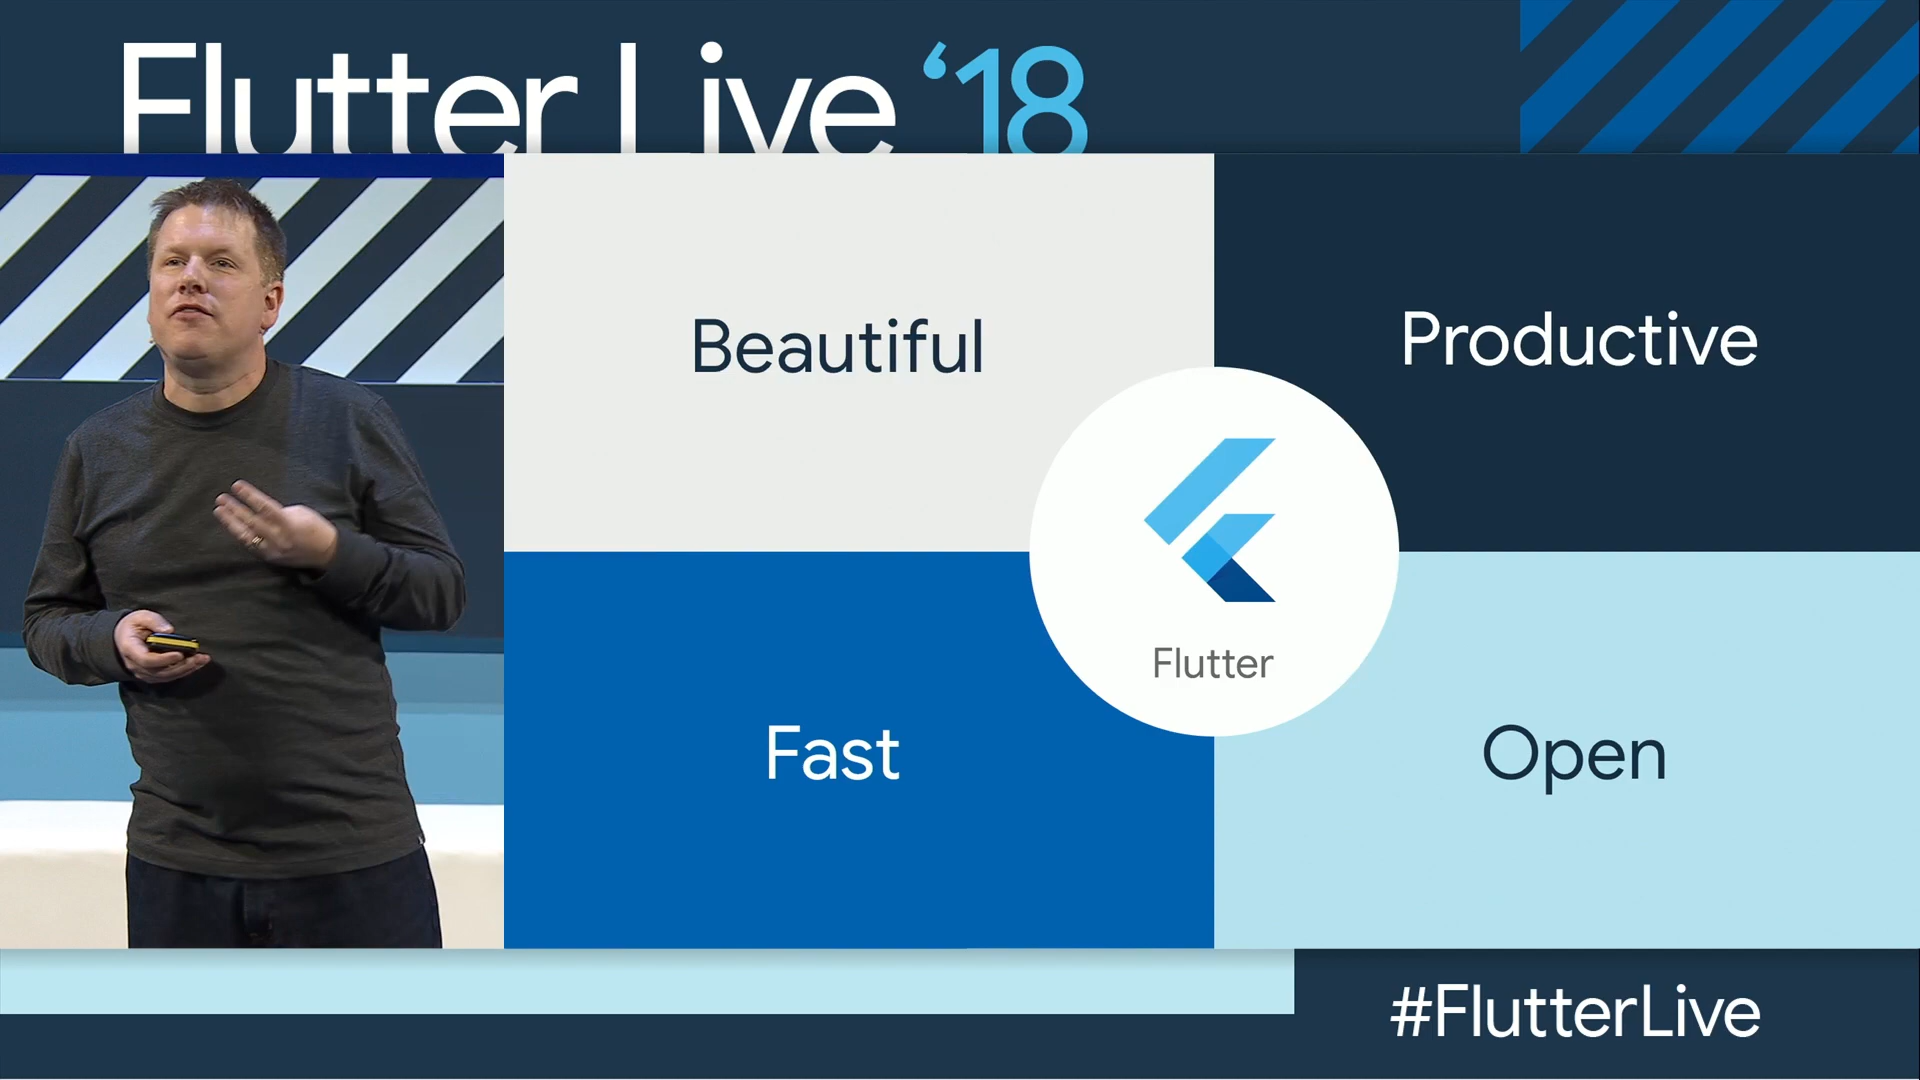 Flutter Live ‘18
Beautiful
Productive
Flutter
Fast
Open
#FlutterLive